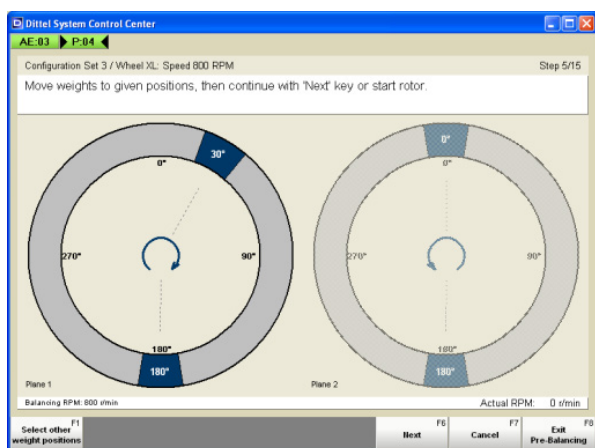 Dittel System Control Center
AE:03 P:04
Configuration Set 3 / Wheel XL: Speed 800 RPM Step 5/15
Move weights to given positions, then continue with 'Next' key or start rotor.
30° 0°
0° 0°
270° 90° 270° 90°
180° 180°
180° 180°
Plane 1 Plane 2
Balancing RPM: 800 r/min Actual RPM: 0 r/min
F1 F6 F7 F8
Select other weight positions Next Cancel Exit Pre-Balancing